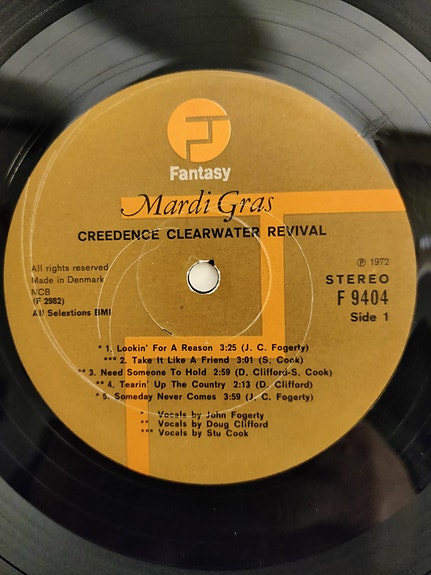 Fantasy
Mardi Gras
CREEDENCE CLEARWATER REVIVAL
All rights reserved
Made in Denmark
NCB
(F 2982)
All Selextions BMI
℗ 1972
STEREO
F 9404
Side 1
* 1. Lookin' For A Reason 3:25 (J. C. Fogerty)
*** 2. Take It Like A Friend 3:01 (S. Cook)
** 3. Need Someone To Hold 2:59 (D. Clifford-S. Cook)
** 4. Tearin' Up The Country 2:13 (D. Clifford)
* 5. Someday Never Comes 3:59 (J. C. Fogerty)
* Vocals by John Fogerty
** Vocals by Doug Clifford
*** Vocals by Stu Cook